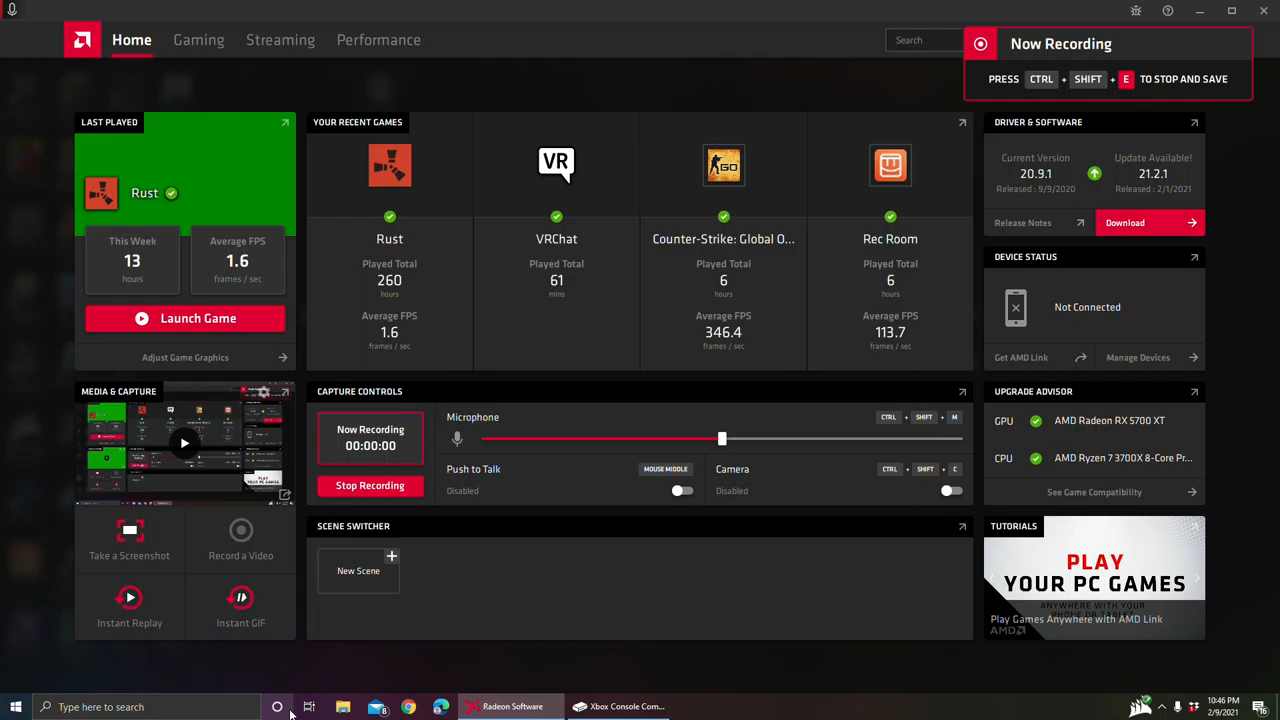 Home
Gaming
Streaming
Performance
Search
Now Recording
PRESS CTRL + SHIFT + E TO STOP AND SAVE
LAST PLAYED
Rust
This Week
13
hours
Average FPS
1.6
frames / sec
Launch Game
Adjust Game Graphics
YOUR RECENT GAMES
VR
GO
Rust
VRChat
Counter-Strike: Global O...
Rec Room
Played Total
Played Total
Played Total
Played Total
260
61
6
6
hours
mins
hours
hours
Average FPS
Average FPS
Average FPS
1.6
346.4
113.7
frames / sec
frames / sec
frames / sec
DRIVER & SOFTWARE
Current Version
Update Available!
20.9.1
21.2.1
Released : 9/9/2020
Released : 2/1/2021
Release Notes
Download
DEVICE STATUS
Not Connected
Get AMD Link
Manage Devices
MEDIA & CAPTURE
Take a Screenshot
Record a Video
Instant Replay
Instant GIF
CAPTURE CONTROLS
Now Recording
00:00:00
Stop Recording
Microphone
CTRL + SHIFT + M
Push to Talk
MOUSE MIDDLE
Disabled
Camera
CTRL + SHIFT + C
Disabled
SCENE SWITCHER
New Scene
UPGRADE ADVISOR
GPU
AMD Radeon RX 5700 XT
CPU
AMD Ryzen 7 3700X 8-Core Pr...
See Game Compatibility
TUTORIALS
PLAY
YOUR PC GAMES
ANYWHERE WITH YOUR
PHONE OR TABLET
Play Games Anywhere with AMD Link
AMD
Type here to search
8
Radeon Software
Xbox Console Com...
10:46 PM
2/9/2021
16